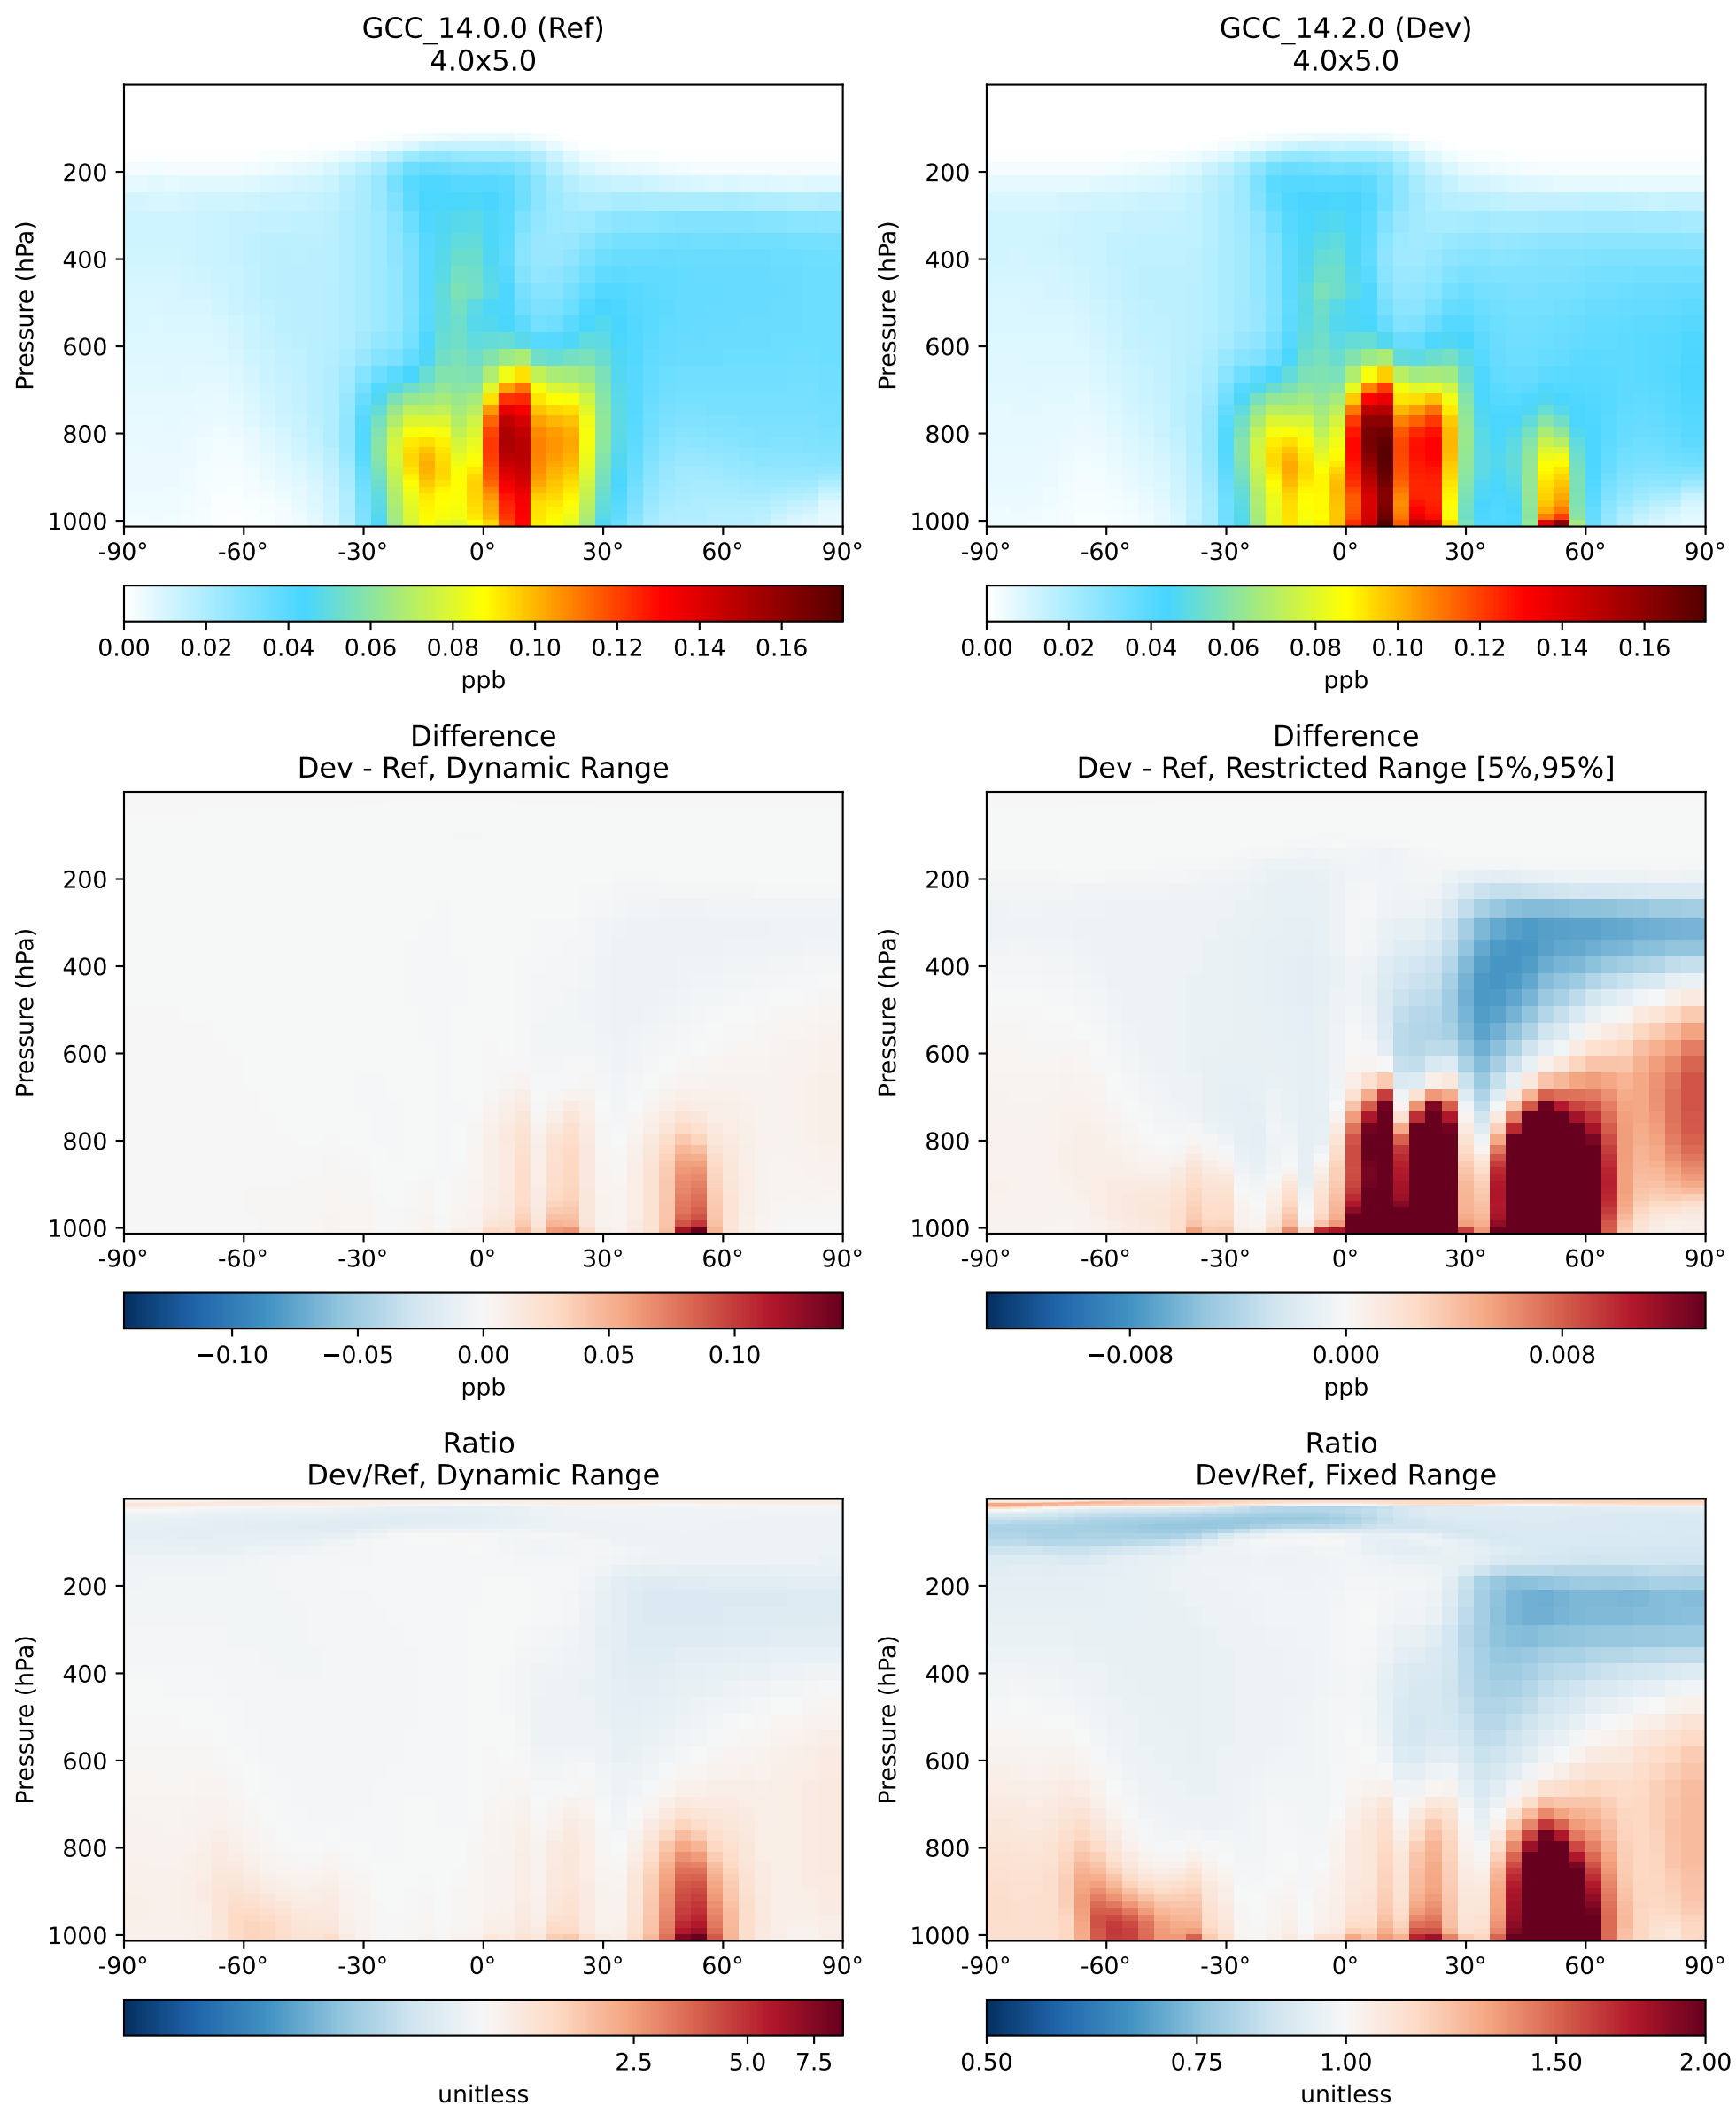 GCC_14.0.0 (Ref)
4.0x5.0
Pressure (hPa)
200
400
600
800
1000
-90° -60° -30° 0° 30° 60° 90°
0.00 0.02 0.04 0.06 0.08 0.10 0.12 0.14 0.16
ppb
GCC_14.2.0 (Dev)
4.0x5.0
Pressure (hPa)
200
400
600
800
1000
-90° -60° -30° 0° 30° 60° 90°
0.00 0.02 0.04 0.06 0.08 0.10 0.12 0.14 0.16
ppb
Difference
Dev - Ref, Dynamic Range
Pressure (hPa)
200
400
600
800
1000
-90° -60° -30° 0° 30° 60° 90°
−0.10 −0.05 0.00 0.05 0.10
ppb
Difference
Dev - Ref, Restricted Range [5%,95%]
Pressure (hPa)
200
400
600
800
1000
-90° -60° -30° 0° 30° 60° 90°
−0.008 0.000 0.008
ppb
Ratio
Dev/Ref, Dynamic Range
Pressure (hPa)
200
400
600
800
1000
-90° -60° -30° 0° 30° 60° 90°
2.5 5.0 7.5
unitless
Ratio
Dev/Ref, Fixed Range
Pressure (hPa)
200
400
600
800
1000
-90° -60° -30° 0° 30° 60° 90°
0.50 0.75 1.00 1.50 2.00
unitless